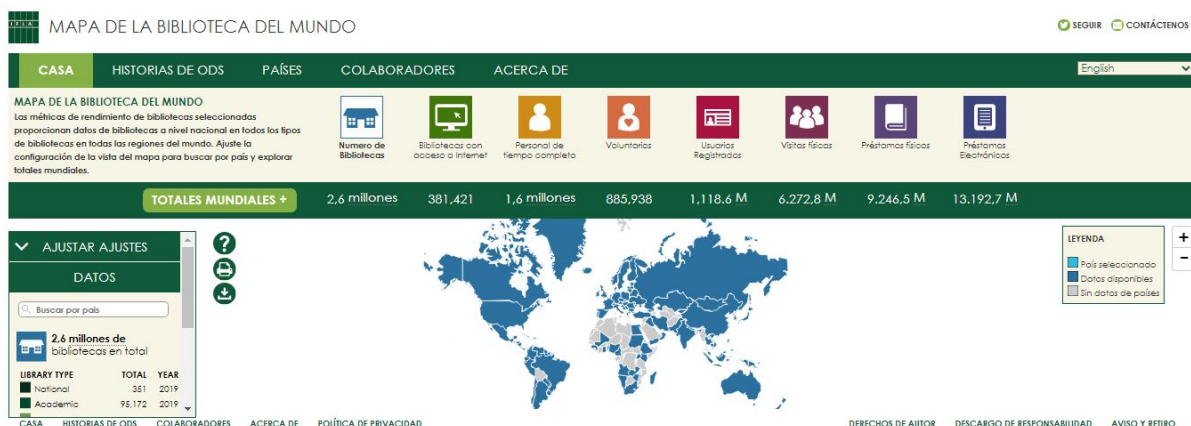 IFLA
MAPA DE LA BIBLIOTECA DEL MUNDO
SEGUIR
CONTÁCTENOS
CASA
HISTORIAS DE ODS
PAÍSES
COLABORADORES
ACERCA DE
English
MAPA DE LA BIBLIOTECA DEL MUNDO
Las métricas de rendimiento de bibliotecas seleccionadas
proporcionan datos de bibliotecas a nivel nacional en todos los tipos
de bibliotecas en todas las regiones del mundo. Ajuste la
configuración de la vista del mapa para buscar por país y explorar
totales mundiales.
Numero de
Bibliotecas
Bibliotecas con
acceso a Internet
Personal de
tiempo completo
Voluntarios
Usuarios
Registrados
Visitas físicas
Préstamos físicos
Préstamos
Electrónicos
TOTALES MUNDIALES +
2,6 millones
381,421
1,6 millones
885,938
1,118.6 M
6.272,8 M
9.246,5 M
13.192,7 M
AJUSTAR AJUSTES
DATOS
Buscar por país
2,6 millones de
bibliotecas en total
LIBRARY TYPE TOTAL YEAR
National 351 2019
Academic 95,172 2019
?
LEYENDA
País seleccionado
Datos disponibles
Sin datos de países
+
−
CASA
HISTORIAS DE ODS
COLABORADORES
ACERCA DE
POLÍTICA DE PRIVACIDAD
DERECHOS DE AUTOR
DESCARGO DE RESPONSABILIDAD
AVISO Y RETIRO